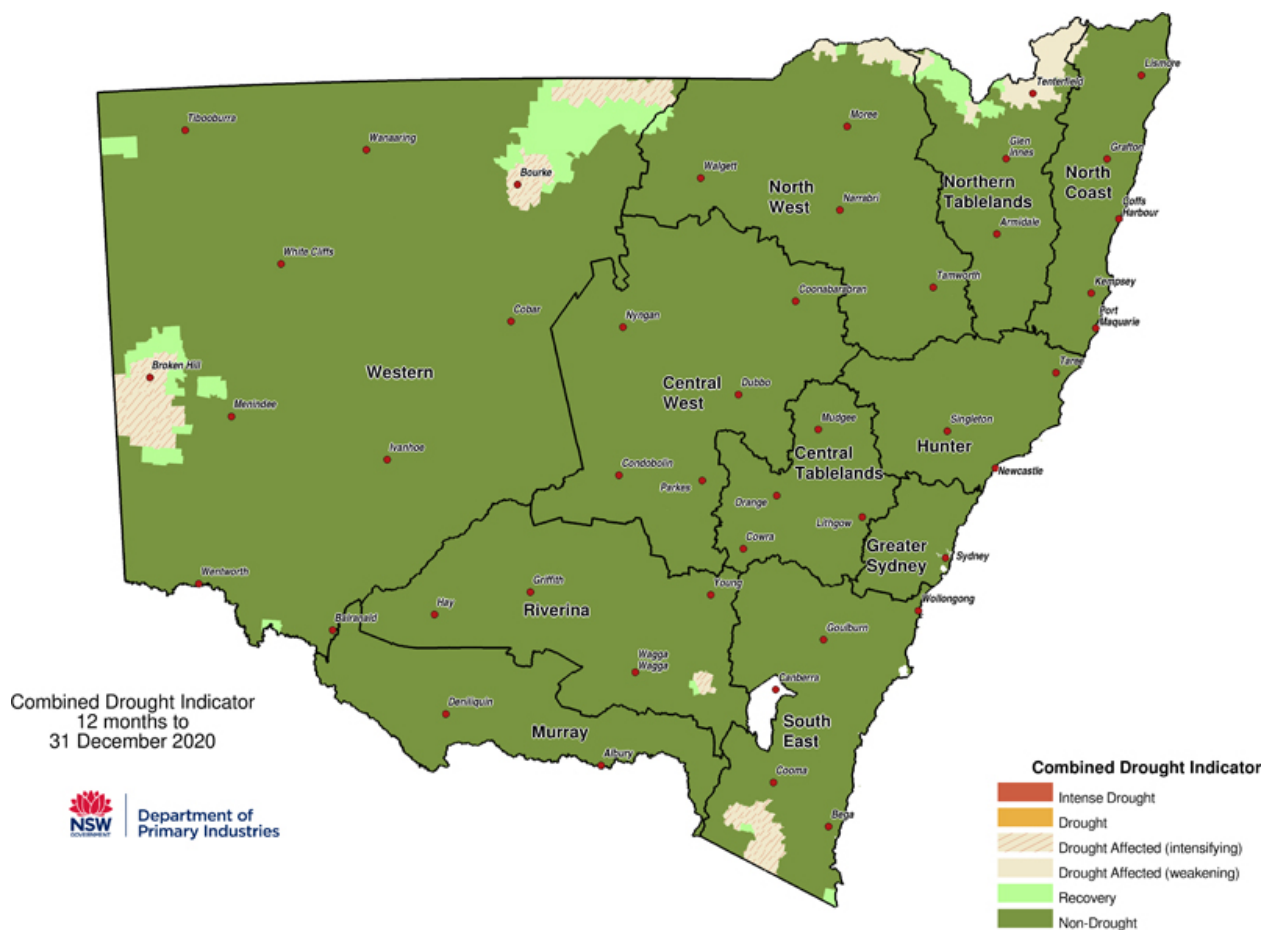 Lismore
Tenterfield
Tibooburra
Moree
Wanaaring
Glen
Innes
Grafton
Bourke
Walgett
North
West
Northern
Tablelands
North
Coast
Narrabri
Coffs
Harbour
Armidale
White Cliffs
Tamworth
Kempsey
Coonabarabran
Cobar
Nyngan
Port
Maquarie
Broken Hill
Western
Taree
Central
West
Dubbo
Menindee
Mudgee
Singleton
Hunter
Ivanhoe
Central
Tablelands
Condobolin
Parkes
Newcastle
Orange
Lithgow
Cowra
Greater
Sydney
Sydney
Wentworth
Griffith
Young
Wollongong
Hay
Riverina
Balranald
Goulburn
Wagga
Wagga
Canberra
Deniliquin
South
East
Murray
Albury
Cooma
Bega
Combined Drought Indicator
12 months to
31 December 2020
NSW
GOVERNMENT
Department of
Primary Industries
Combined Drought Indicator
Intense Drought
Drought
Drought Affected (intensifying)
Drought Affected (weakening)
Recovery
Non-Drought